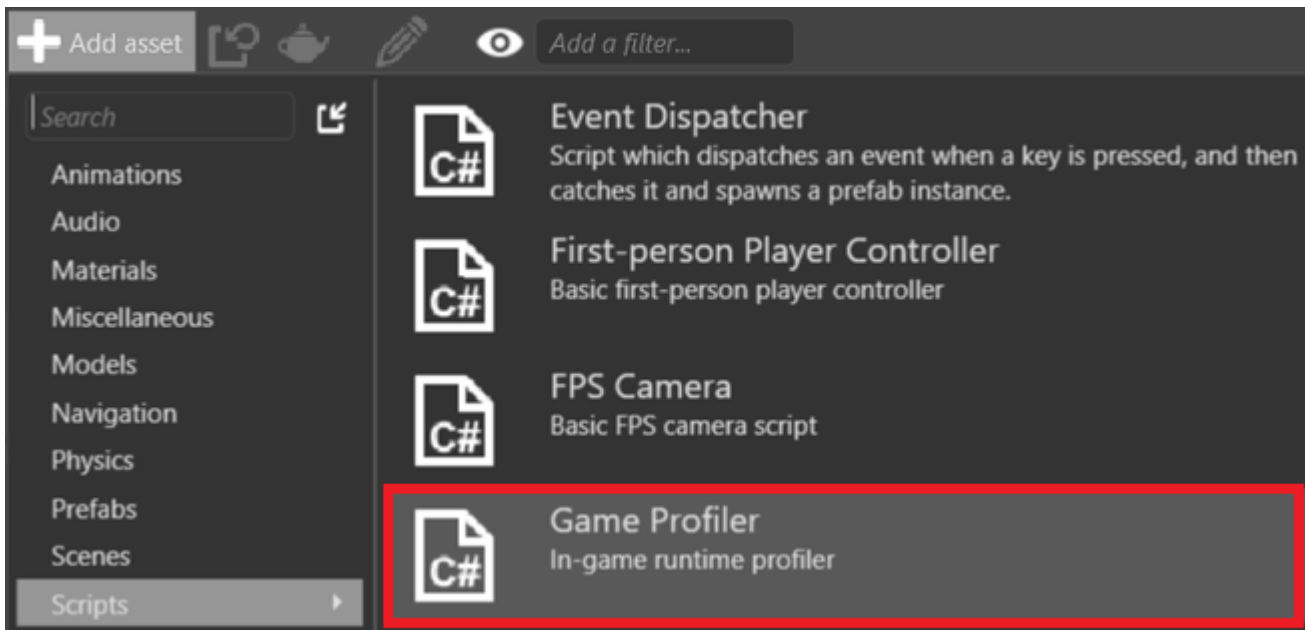 Add asset
Add a filter...
Search
Animations
Audio
Materials
Miscellaneous
Models
Navigation
Physics
Prefabs
Scenes
Scripts
C#
Event Dispatcher
Script which dispatches an event when a key is pressed, and then
catches it and spawns a prefab instance.
C#
First-person Player Controller
Basic first-person player controller
C#
FPS Camera
Basic FPS camera script
C#
Game Profiler
In-game runtime profiler